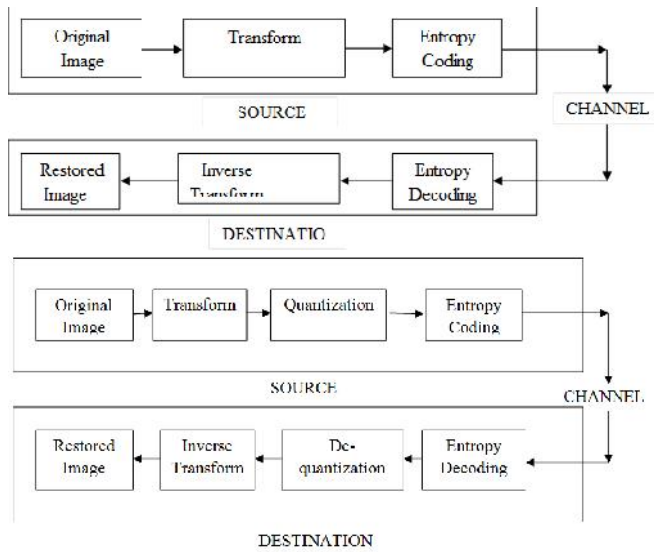 Original
Image
Transform
Entropy
Coding
SOURCE
CHANNEL
Restored
Image
Inverse
Transform
Entropy
Decoding
DESTINATIO
Original
Image
Transform
Quantization
Entropy
Coding
SOURCE
CHANNEL
Restored
Image
Inverse
Transform
De-
quantization
Entropy
Decoding
DESTINATION